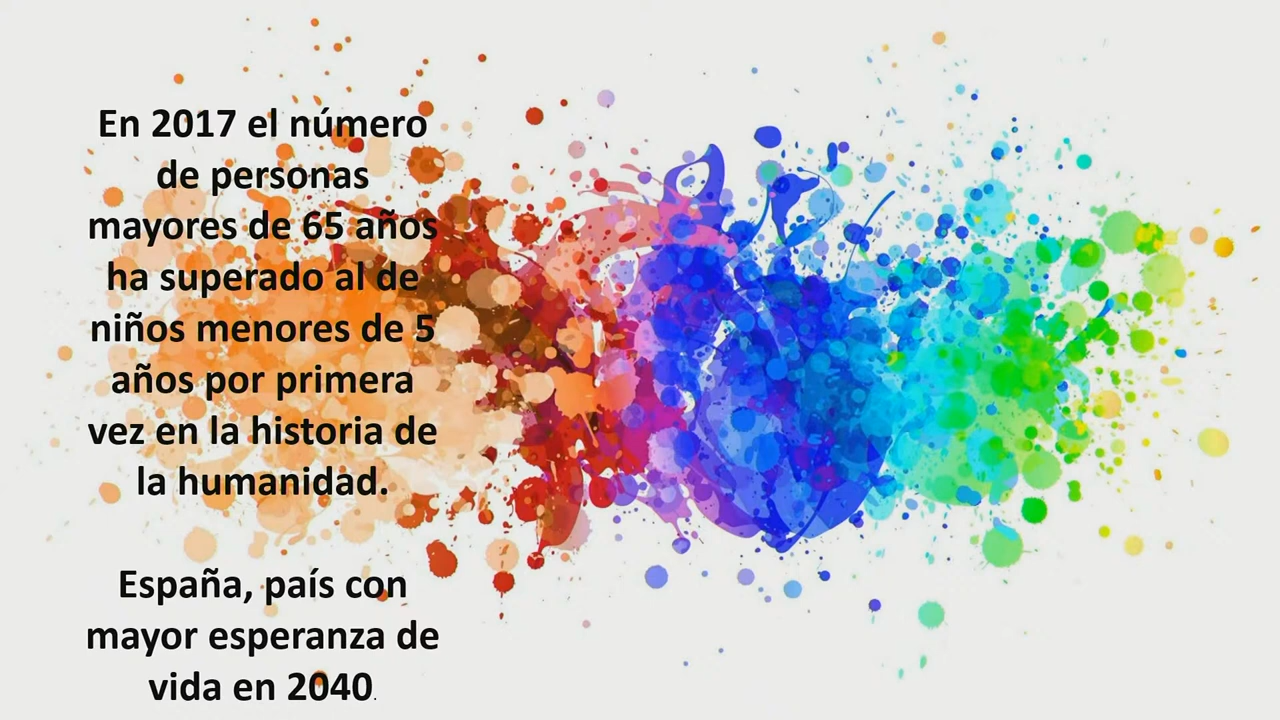 En 2017 el número
de personas
mayores de 65 años
ha superado al de
niños menores de 5
años por primera
vez en la historia de
la humanidad.
España, país con
mayor esperanza de
vida en 2040.